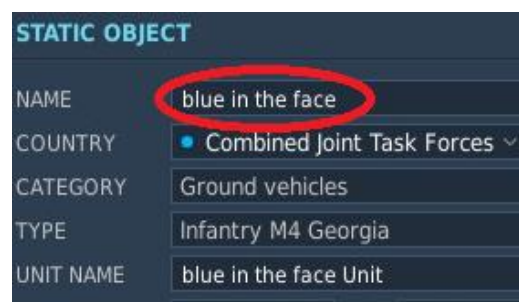 STATIC OBJECT
NAME blue in the face
COUNTRY Combined Joint Task Forces
CATEGORY Ground vehicles
TYPE Infantry M4 Georgia
UNIT NAME blue in the face Unit